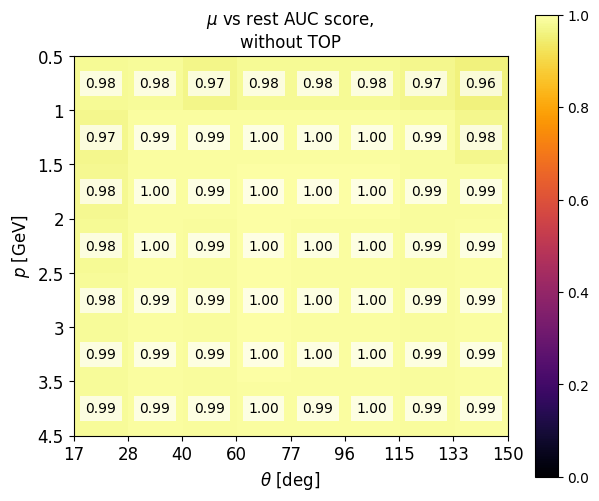 μ vs rest AUC score,
without TOP
1.0
0.5
0.98 0.98 0.97 0.98 0.98 0.98 0.97 0.96
1
0.97 0.99 0.99 1.00 1.00 1.00 0.99 0.98
0.8
1.5
0.98 1.00 0.99 1.00 1.00 1.00 0.99 0.99
2
0.6
p [GeV]
0.98 1.00 0.99 1.00 1.00 1.00 0.99 0.99
2.5
0.98 0.99 0.99 1.00 1.00 1.00 0.99 0.99
0.4
3
0.99 0.99 0.99 1.00 1.00 1.00 0.99 0.99
3.5
0.2
0.99 0.99 0.99 1.00 0.99 1.00 0.99 0.99
4.5
17 28 40 60 77 96 115 133 150
0.0
θ [deg]